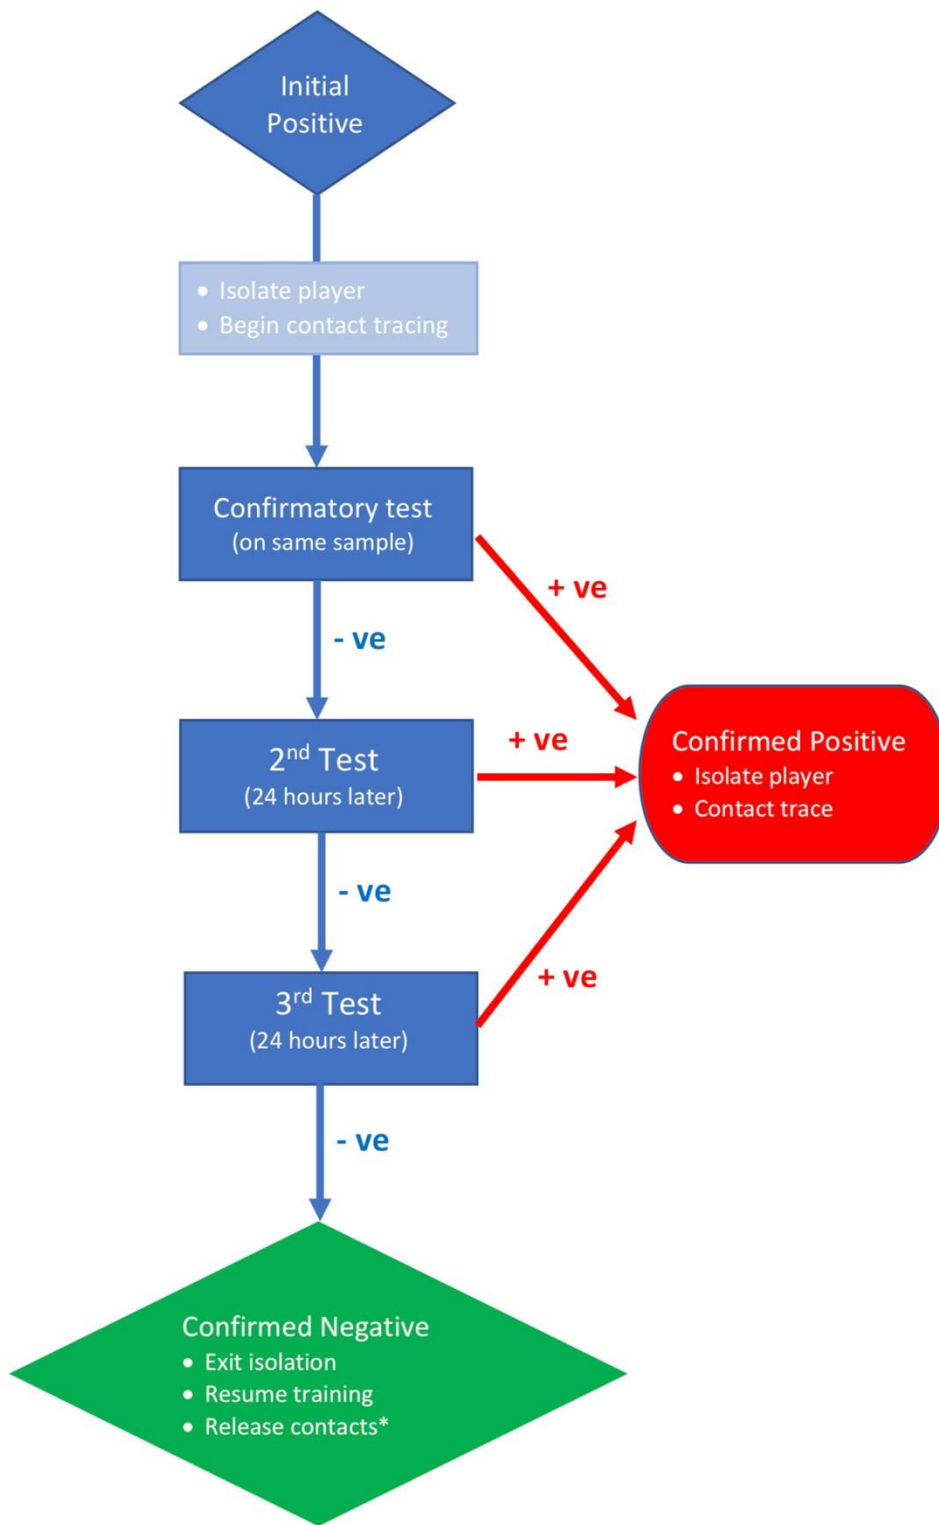 Initial
Positive
• Isolate player
• Begin contact tracing
Confirmatory test
(on same sample)
+ ve
- ve
2nd Test
(24 hours later)
+ ve
Confirmed Positive
• Isolate player
• Contact trace
- ve
3rd Test
(24 hours later)
+ ve
- ve
Confirmed Negative
• Exit isolation
• Resume training
• Release contacts*